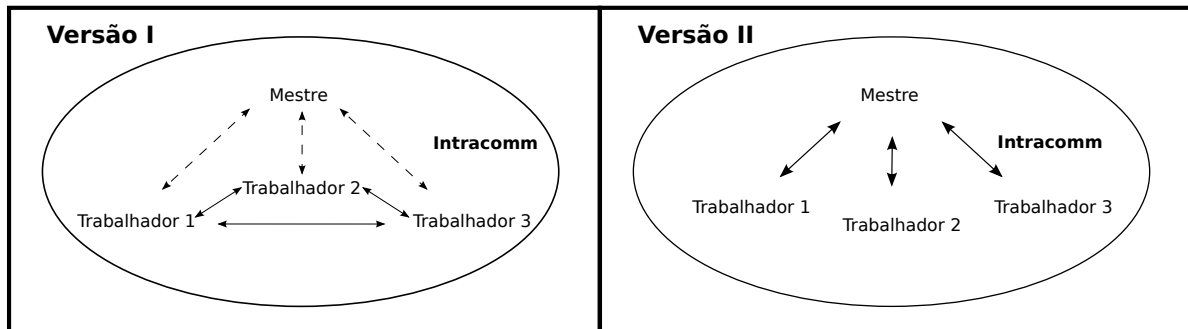 Versão I
Mestre
Intracomm
Trabalhador 2
Trabalhador 1
Trabalhador 3
Versão II
Mestre
Intracomm
Trabalhador 1
Trabalhador 3
Trabalhador 2